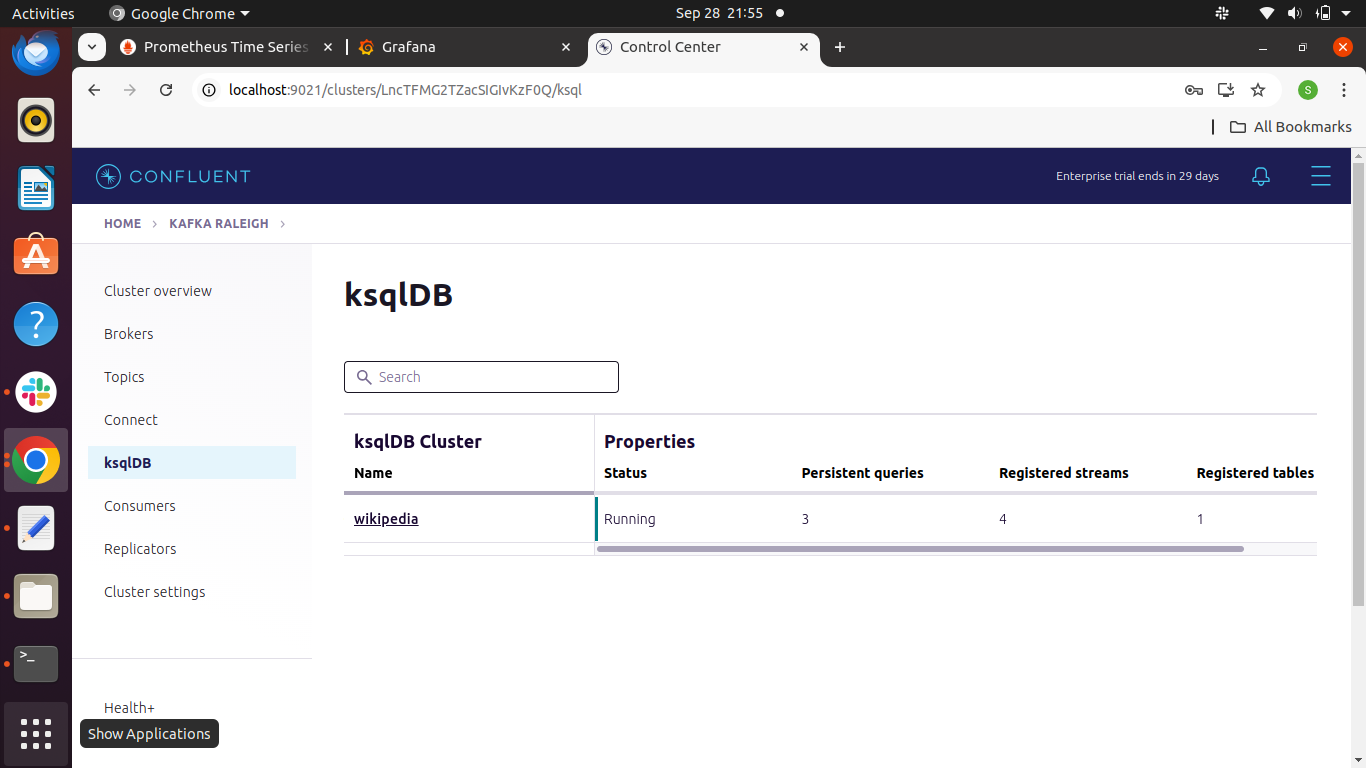 Activities
Google Chrome
Sep 28 21:55
Prometheus Time Series
Grafana
Control Center
localhost:9021/clusters/LncTFMG2TZacSIGIvKzF0Q/ksql
S
All Bookmarks
CONFLUENT
Enterprise trial ends in 29 days
HOME > KAFKA RALEIGH >
Cluster overview
Brokers
Topics
Connect
ksqlDB
Consumers
Replicators
Cluster settings
Health+
Show Applications
ksqlDB
Search
ksqlDB Cluster Properties
Name Status Persistent queries Registered streams Registered tables
wikipedia Running 3 4 1